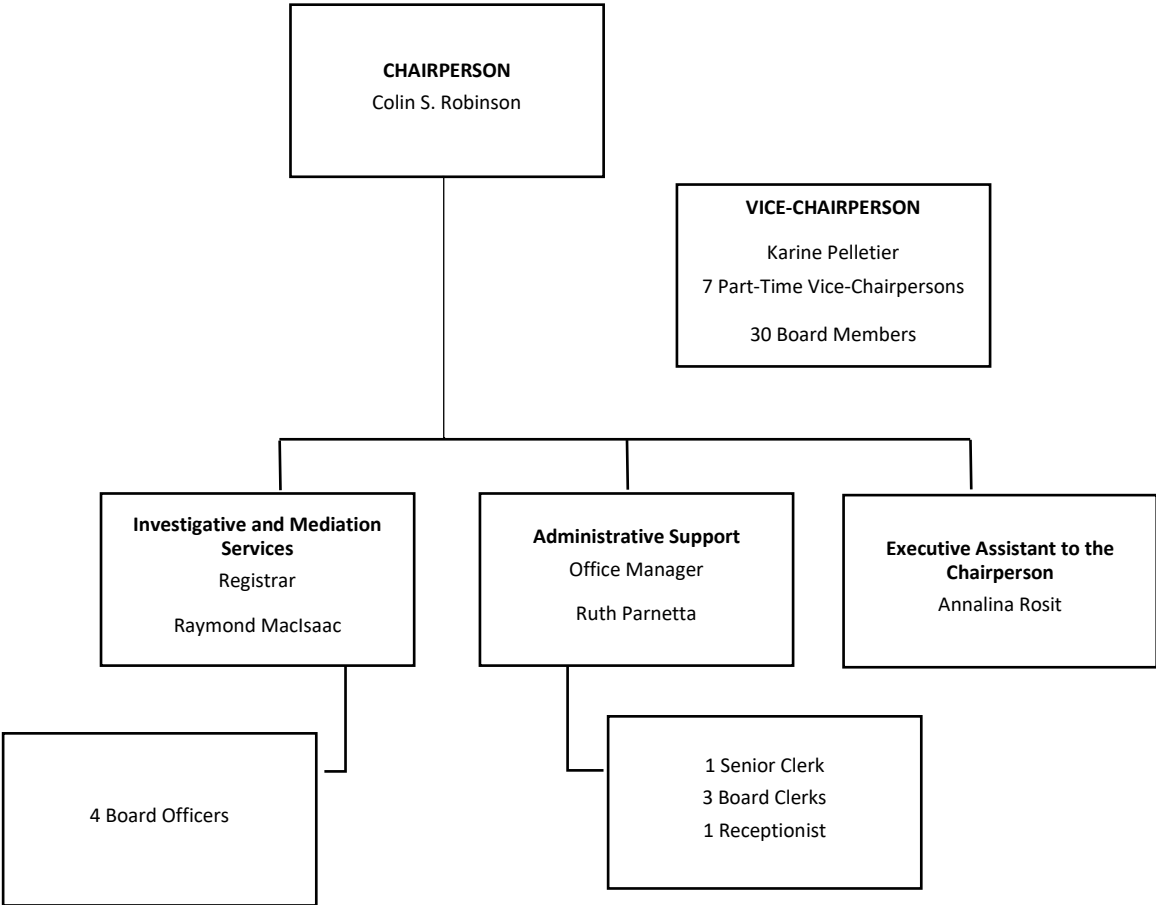 CHAIRPERSON
Colin S. Robinson
VICE-CHAIRPERSON
Karine Pelletier
7 Part-Time Vice-Chairpersons
30 Board Members
Investigative and Mediation
Services
Registrar
Raymond MacIsaac
Administrative Support
Office Manager
Ruth Parnetta
Executive Assistant to the
Chairperson
Annalina Rosit
4 Board Officers
1 Senior Clerk
3 Board Clerks
1 Receptionist